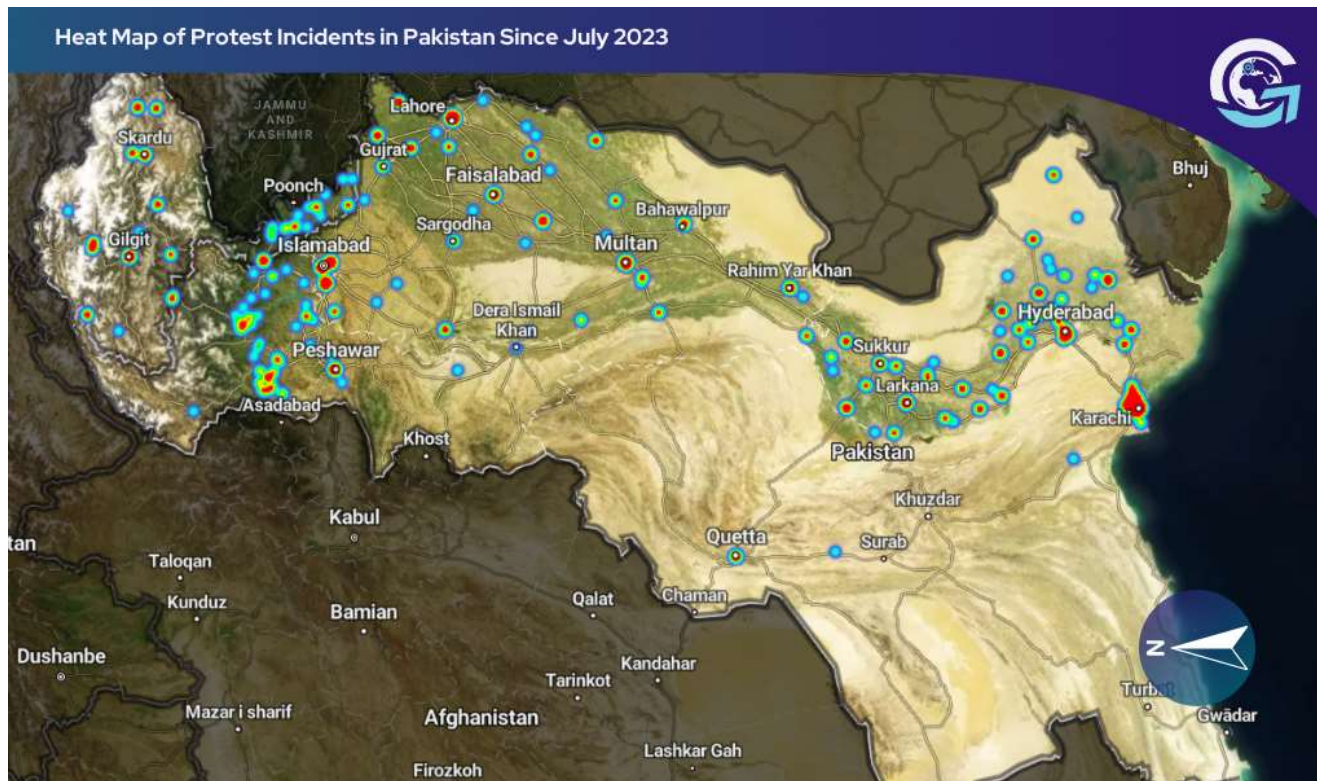 Heat Map of Protest Incidents in Pakistan Since July 2023
JAMMU
AND
KASHMIR
Lahore
Skardu
Gujrat
Bhuj
Poonch
Faisalabad
Sargodha
Bahawalpur
Gilgit
Islamabad
Multan
Rahim Yar Khan
Dera Ismail
Khan
Hyderabad
Peshawar
Sukkur
Larkana
Asadabad
Karachi
Khost
Pakistan
Khuzdar
Kabul
Quetta
Surab
tan
Taloqan
Kunduz
Bamian
Qalat
Chaman
Dushanbe
Kandahar
N
Tarinkot
Mazar i sharif
Afghanistan
Turbat
Gwādar
Lashkar Gah
Firozkoh